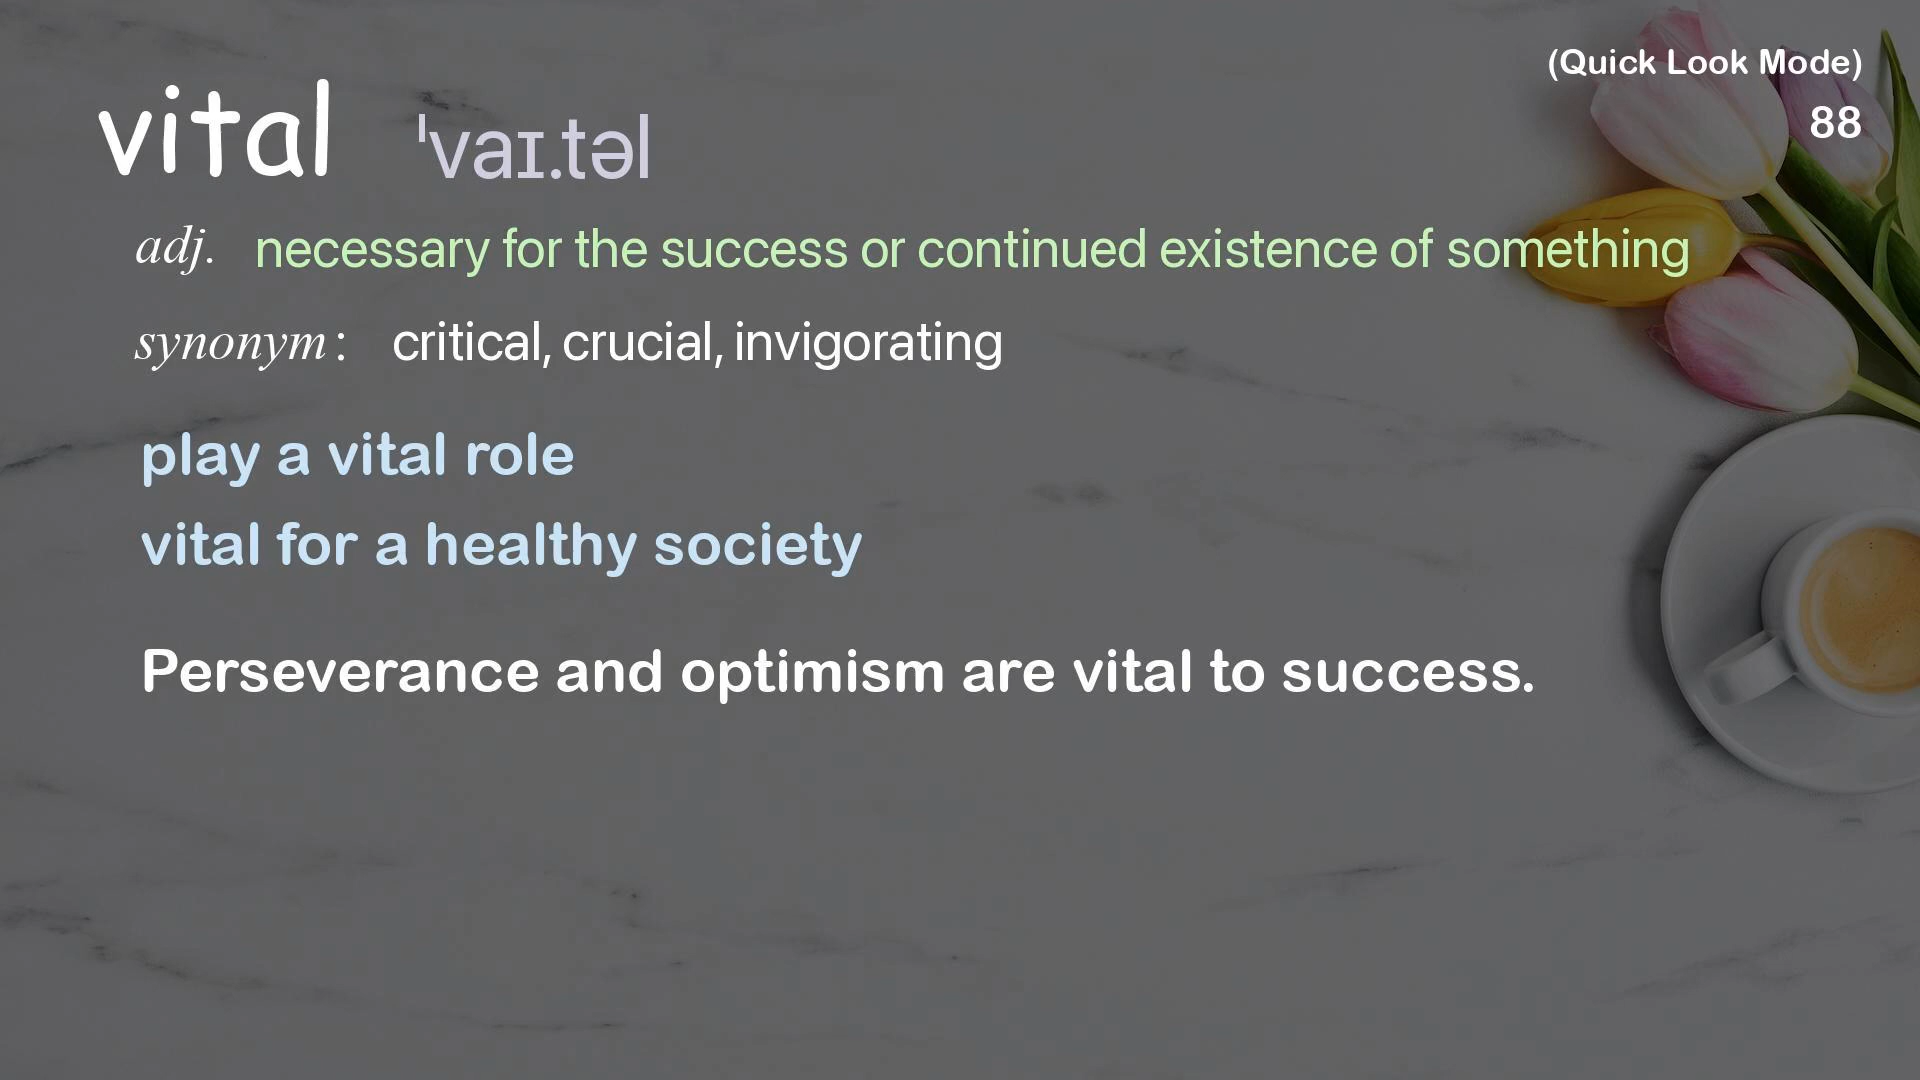 (Quick Look Mode)
88
vital ˈvaɪ.təl
adj. necessary for the success or continued existence of something
synonym: critical, crucial, invigorating
play a vital role
vital for a healthy society
Perseverance and optimism are vital to success.